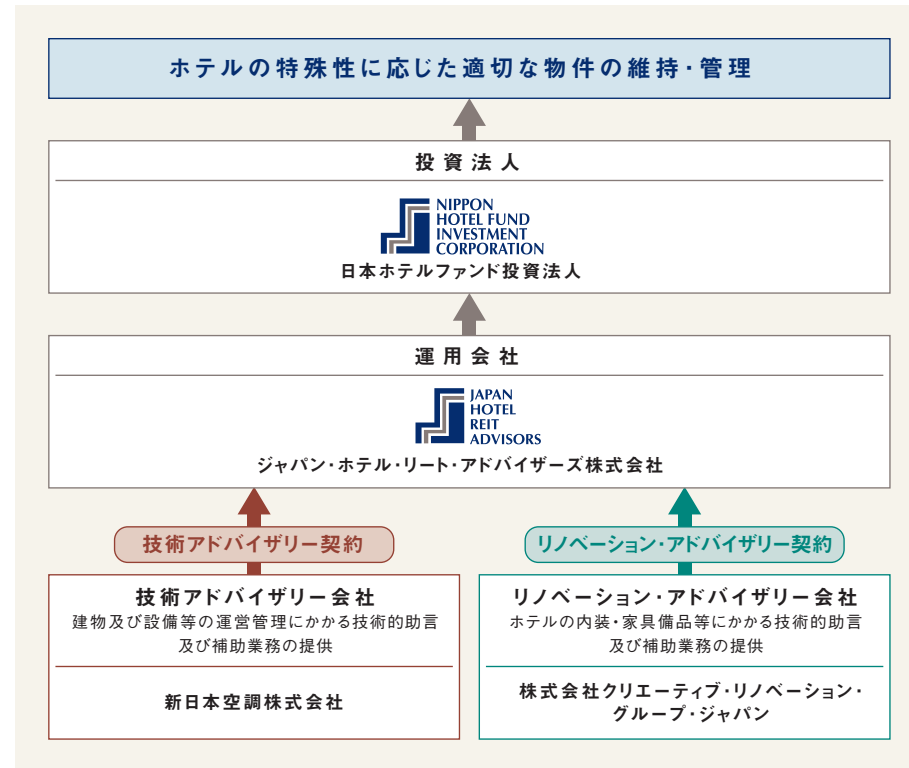 ホテルの特殊性に応じた適切な物件の維持・管理
投資法人
NIPPON
HOTEL FUND
INVESTMENT
CORPORATION
日本ホテルファンド投資法人
運用会社
JAPAN
HOTEL
REIT
ADVISORS
ジャパン・ホテル・リート・アドバイザーズ株式会社
技術アドバイザリー契約
リノベーション・アドバイザリー契約
技術アドバイザリー会社
建物及び設備等の運営管理にかかる技術的助言
及び補助業務の提供
新日本空調株式会社
リノベーション・アドバイザリー会社
ホテルの内装・家具備品等にかかる技術的助言
及び補助業務の提供
株式会社クリエーティブ・リノベーション・
グループ・ジャパン